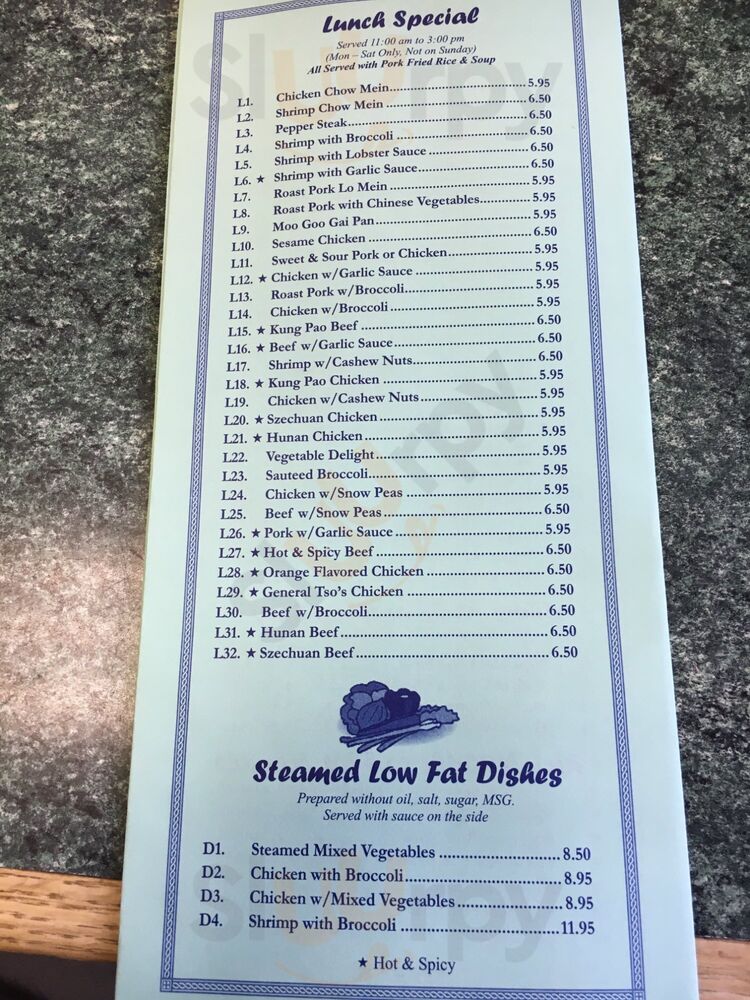 Lunch Special
Served 11:00 am to 3:00 pm
(Mon – Sat Only, Not on Sunday)
All Served with Pork Fried Rice & Soup
L1. Chicken Chow Mein 5.95
L2. Shrimp Chow Mein 6.50
L3. Pepper Steak 6.50
L4. Shrimp with Broccoli 6.50
L5. Shrimp with Lobster Sauce 6.50
L6. ★ Shrimp with Garlic Sauce 6.50
L7. Roast Pork Lo Mein 5.95
L8. Roast Pork with Chinese Vegetables 5.95
L9. Moo Goo Gai Pan 5.95
L10. Sesame Chicken 6.50
L11. Sweet & Sour Pork or Chicken 5.95
L12. ★ Chicken w/Garlic Sauce 5.95
L13. Roast Pork w/Broccoli 5.95
L14. Chicken w/Broccoli 5.95
L15. ★ Kung Pao Beef 6.50
L16. ★ Beef w/Garlic Sauce 6.50
L17. Shrimp w/Cashew Nuts 6.50
L18. ★ Kung Pao Chicken 5.95
L19. Chicken w/Cashew Nuts 5.95
L20. ★ Szechuan Chicken 5.95
L21. ★ Hunan Chicken 5.95
L22. Vegetable Delight 5.95
L23. Sauteed Broccoli 5.95
L24. Chicken w/Snow Peas 5.95
L25. Beef w/Snow Peas 6.50
L26. ★ Pork w/Garlic Sauce 5.95
L27. ★ Hot & Spicy Beef 6.50
L28. ★ Orange Flavored Chicken 6.50
L29. ★ General Tso's Chicken 6.50
L30. Beef w/Broccoli 6.50
L31. ★ Hunan Beef 6.50
L32. ★ Szechuan Beef 6.50
Steamed Low Fat Dishes
Prepared without oil, salt, sugar, MSG.
Served with sauce on the side
D1. Steamed Mixed Vegetables 8.50
D2. Chicken with Broccoli 8.95
D3. Chicken w/Mixed Vegetables 8.95
D4. Shrimp with Broccoli 11.95
★ Hot & Spicy